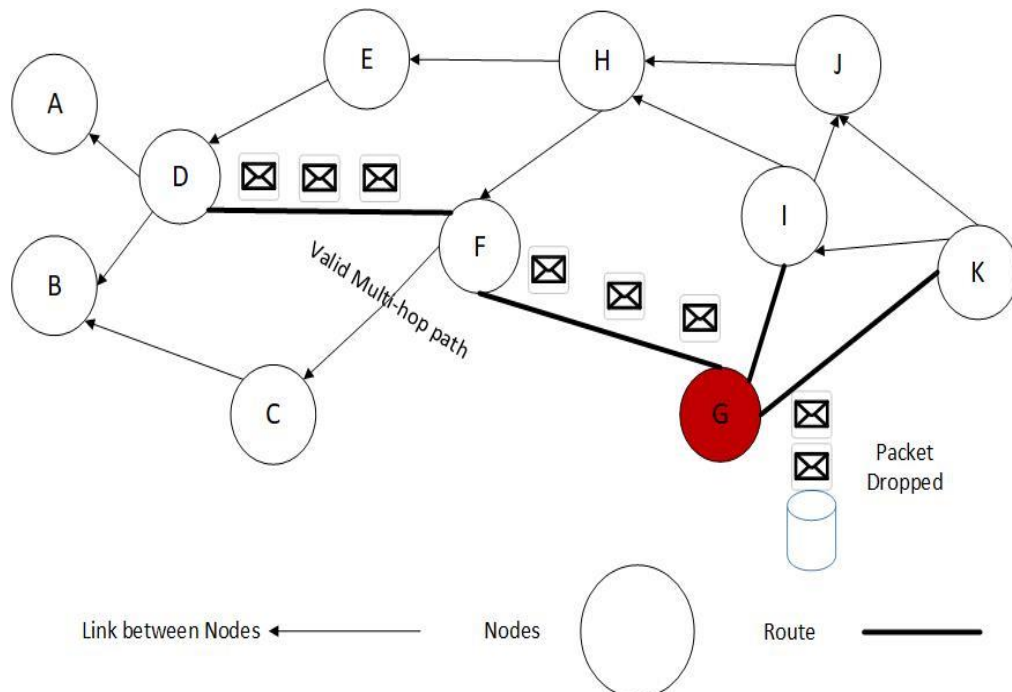 E
H
J
A
D
I
F
B
K
Valid Multi-hop path
C
G
Packet
Dropped
Link between Nodes
Nodes
Route